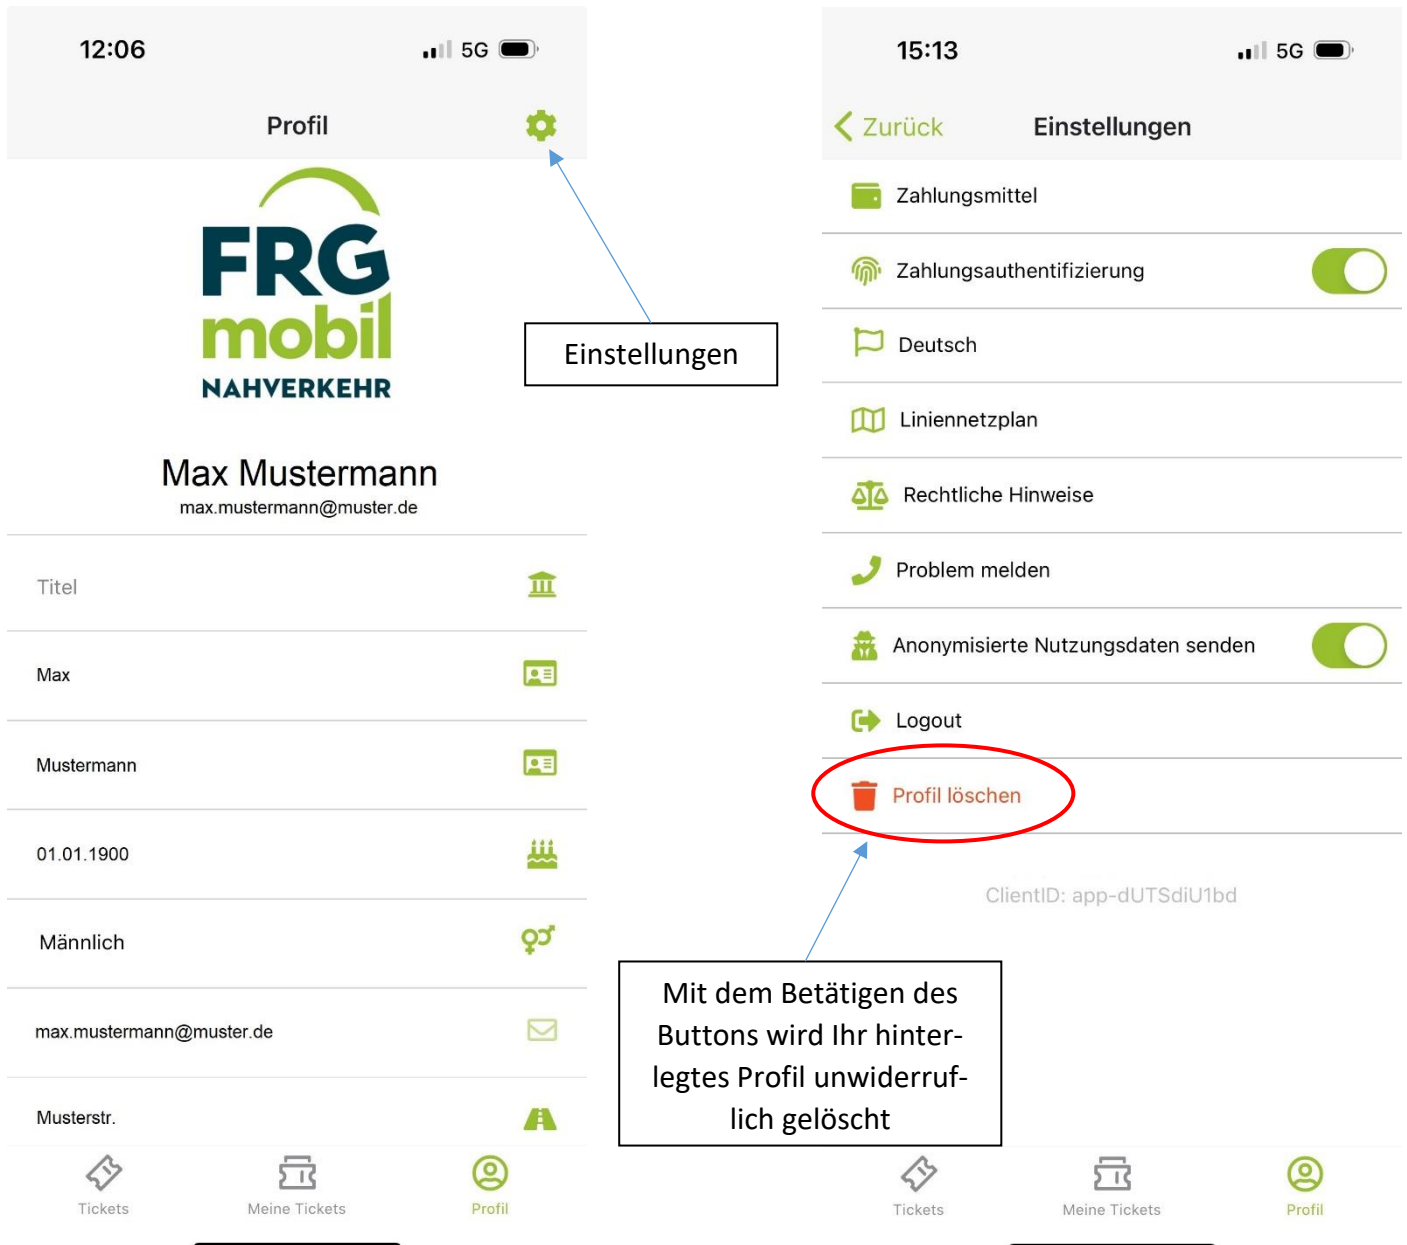 12:06
5G
Profil
FRG
mobil
NAHVERKEHR
Max Mustermann
max.mustermann@muster.de
Titel
Max
Mustermann
01.01.1900
Männlich
max.mustermann@muster.de
Musterstr.
Tickets
Meine Tickets
Profil
Einstellungen
15:13
5G
Zurück
Einstellungen
Zahlungsmittel
Zahlungsauthentifizierung
Deutsch
Liniennetzplan
Rechtliche Hinweise
Problem melden
Anonymisierte Nutzungsdaten senden
Logout
Profil löschen
ClientID: app-dUTSdiU1bd
Mit dem Betätigen des
Buttons wird Ihr hinter-
legtes Profil unwiderruf-
lich gelöscht
Tickets
Meine Tickets
Profil